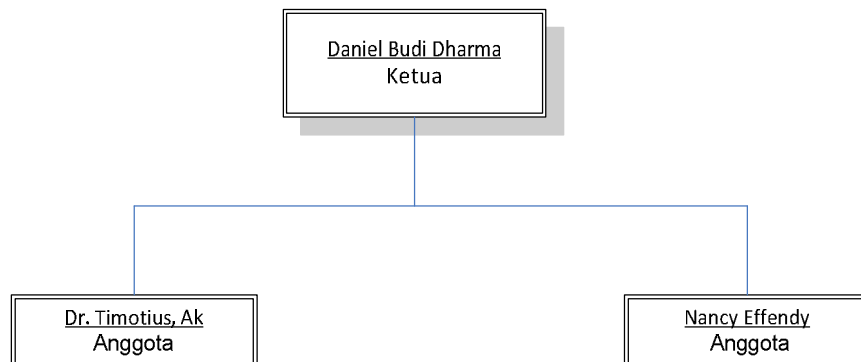 Daniel Budi Dharma
Ketua
Dr. Timotius, Ak
Anggota
Nancy Effendy
Anggota